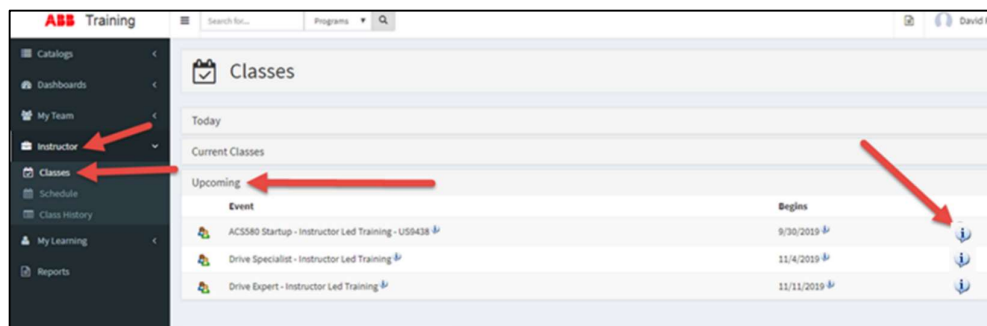 ABB Training
Search for...
Programs
David
Catalogs
Dashboards
My Team
Instructor
Classes
Schedule
Class History
My Learning
Reports
Classes
Today
Current Classes
Upcoming
Event Begins
ACS580 Startup - Instructor Led Training - US9438 9/30/2019
Drive Specialist - Instructor Led Training 11/4/2019
Drive Expert - Instructor Led Training 11/11/2019